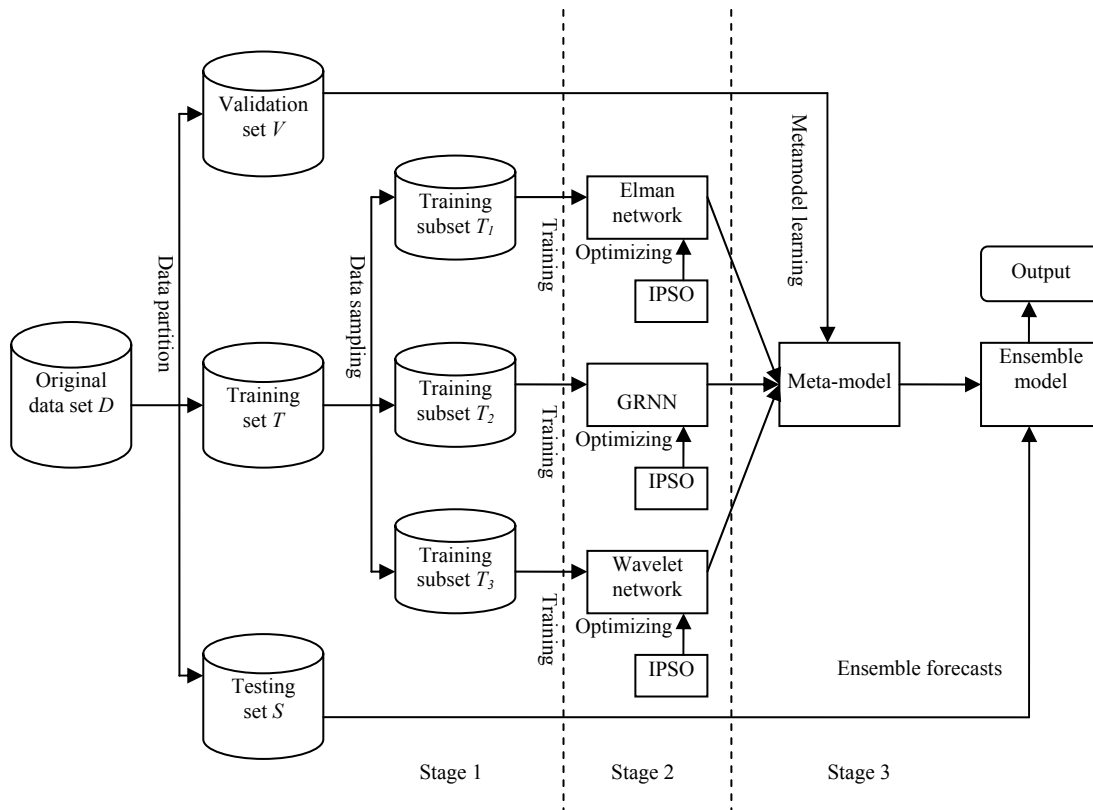 Validation
set V
Metamodel learning
Training
subset T1
Training
Elman
network
Optimizing
IPSO
Data partition
Data sampling
Output
Original
data set D
Training
set T
Training
subset T2
Training
GRNN
Optimizing
IPSO
Meta-model
Ensemble
model
Training
subset T3
Training
Wavelet
network
Optimizing
IPSO
Testing
set S
Ensemble forecasts
Stage 1
Stage 2
Stage 3